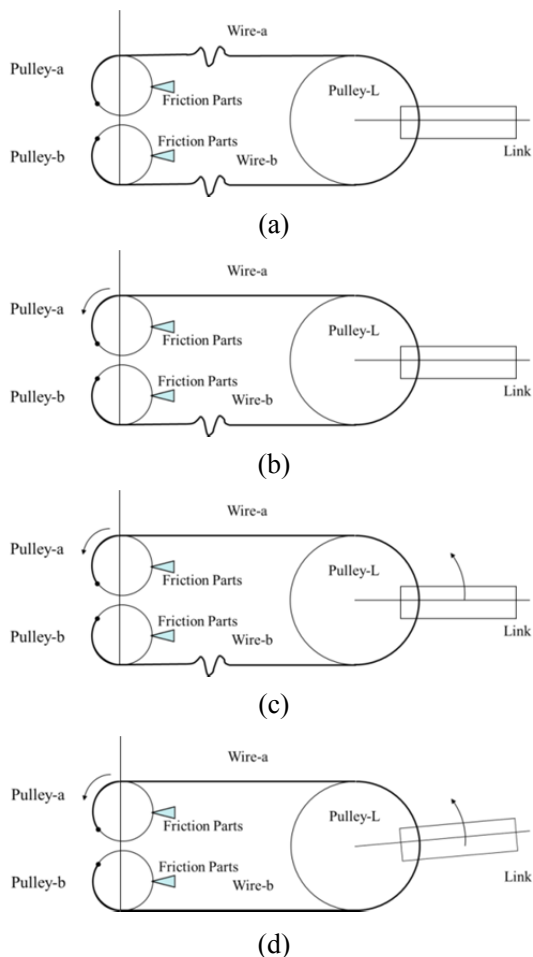 Wire-a
Pulley-a
Pulley-L
Friction Parts
Friction Parts
Pulley-b
Wire-b
Link
(a)
Wire-a
Pulley-a
Pulley-L
Friction Parts
Friction Parts
Pulley-b
Wire-b
Link
(b)
Wire-a
Pulley-a
Pulley-L
Friction Parts
Friction Parts
Pulley-b
Wire-b
Link
(c)
Wire-a
Pulley-a
Pulley-L
Friction Parts
Friction Parts
Pulley-b
Wire-b
Link
(d)